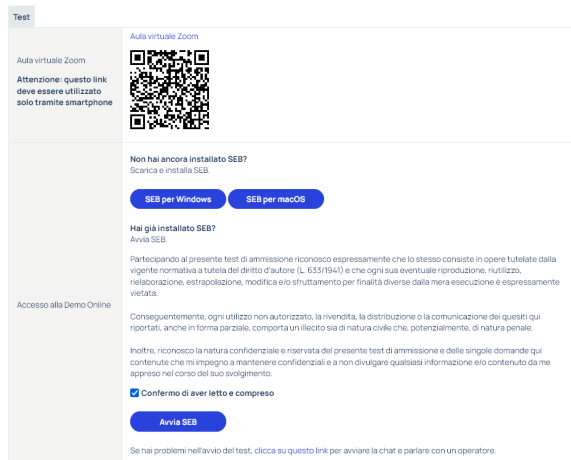 Test
Aula virtuale Zoom
Attenzione: questo link
deve essere utilizzato
solo tramite smartphone
Aula virtuale Zoom
Accesso alla Demo Online
Non hai ancora installato SEB?
Scarica e installa SEB.
SEB per Windows
SEB per macOS
Hai già installato SEB?
Avvia SEB.
Partecipando al presente test di ammissione riconosco espressamente che lo stesso consiste in opere tutelate dalla
vigente normativa a tutela del diritto d'autore (L. 633/1941) e che ogni sua eventuale riproduzione, riutilizzo,
rielaborazione, estrapolazione, modifica e/o sfruttamento per finalità diverse dalla mera esecuzione è espressamente
vietata.
Conseguentemente, ogni utilizzo non autorizzato, la rivendita, la distribuzione o la comunicazione dei quesiti qui
riportati, anche in forma parziale, comporta un illecito sia di natura civile che, potenzialmente, di natura penale.
Inoltre, riconosco la natura confidenziale e riservata del presente test di ammissione e delle singole domande qui
contenute che mi impegno a mantenere confidenziali e a non divulgare qualsiasi informazione e/o contenuto da me
appreso nel corso del suo svolgimento.
Confermo di aver letto e compreso
Avvia SEB
Se hai problemi nell'avvio del test, clicca su questo link per avviare la chat e parlare con un operatore.